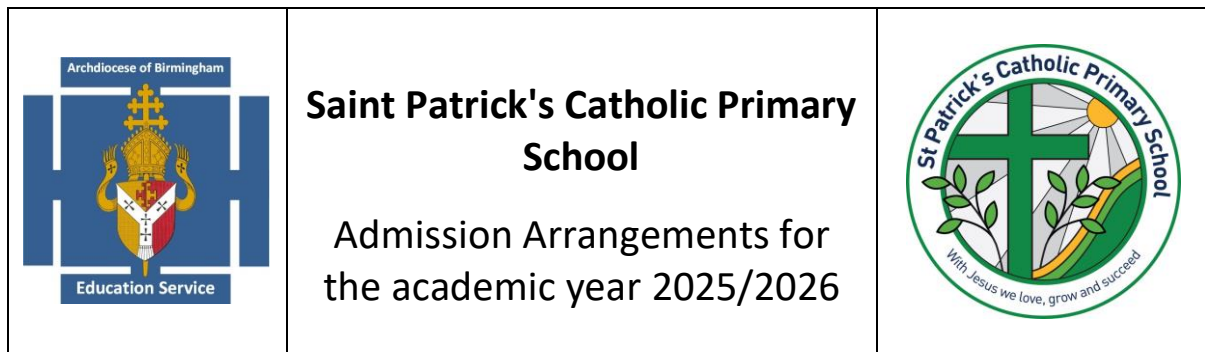 Archdiocese of Birmingham
Education Service
Saint Patrick's Catholic Primary
School
Admission Arrangements for
the academic year 2025/2026
St Patrick's Catholic Primary School
With Jesus we love, grow and succeed